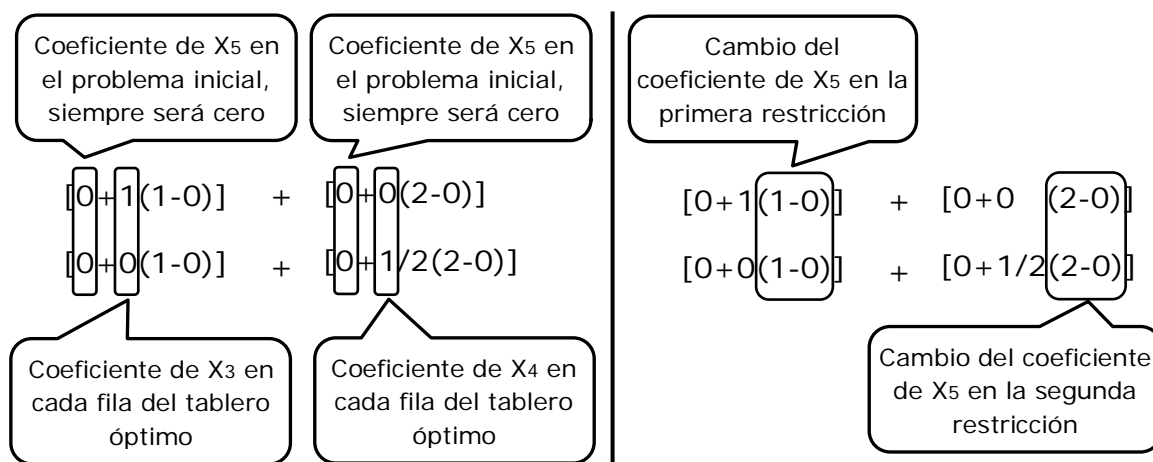 Coeficiente de X5 en
el problema inicial,
siempre será cero
Coeficiente de X5 en
el problema inicial,
siempre será cero
[0+1(1-0)] + [0+0(2-0)]
[0+0(1-0)] + [0+1/2(2-0)]
Coeficiente de X3 en
cada fila del tablero
óptimo
Coeficiente de X4 en
cada fila del tablero
óptimo
Cambio del
coeficiente de X5 en la
primera restricción
[0+1(1-0)] + [0+0 (2-0)]
[0+0(1-0)] + [0+1/2(2-0)]
Cambio del coeficiente
de X5 en la segunda
restricción